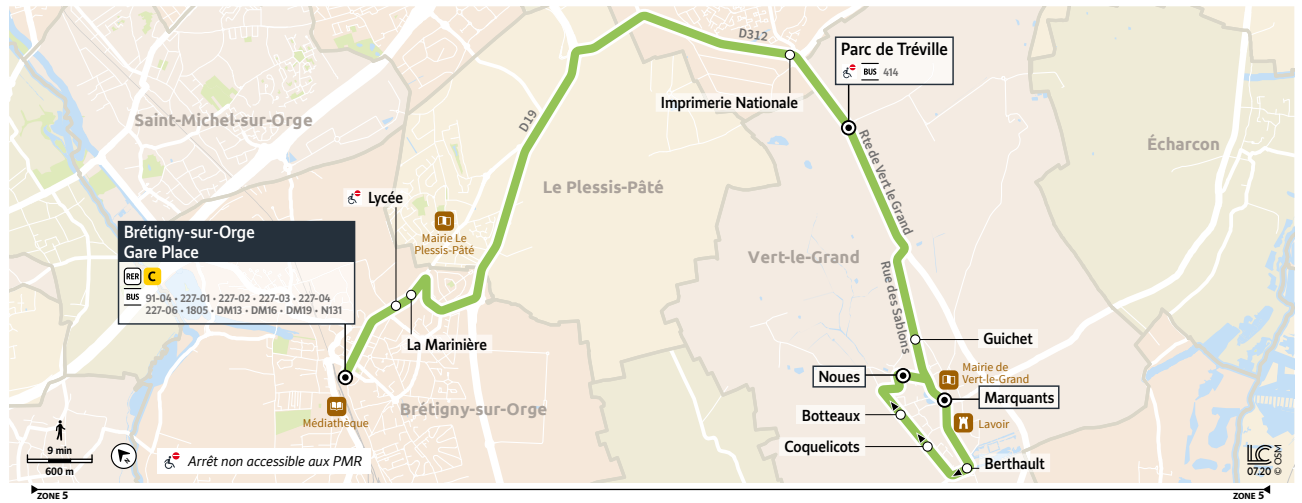 D312
Parc de Tréville
BUS 414
Imprimerie Nationale
Saint-Michel-sur-Orge
D19
Rte de Vert le Grand
Écharcon
Le Plessis-Pâté
Lycée
Mairie Le
Plessis-Pâté
Brétigny-sur-Orge
Gare Place
RER C
BUS 91-04 • 227-01 • 227-02 • 227-03 • 227-04
227-06 • 1805 • DM13 • DM16 • DM19 • N131
Vert-le-Grand
Rue des Sablons
La Marinière
Guichet
Noues
Mairie de
Vert-le-Grand
Marquants
Brétigny-sur-Orge
Médiathèque
Botteaux
Lavoir
Coquelicots
Berthault
9 min
600 m
Arrêt non accessible aux PMR
LC
07.20 © OSM
ZONE 5
ZONE 5